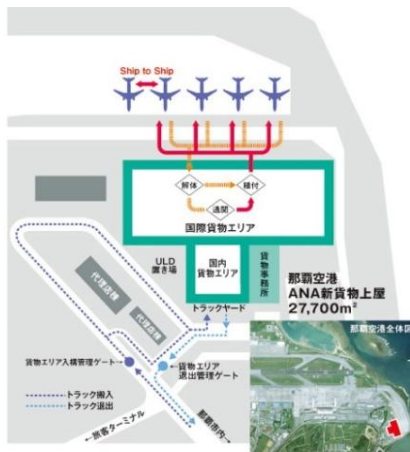 Ship to Ship
解体
積付
通関
国際貨物エリア
ULD
置き場
国内
貨物エリア
貨物事務所
代理店棟
代理店棟
トラックヤード
那覇空港
ANA新貨物上屋
27,700m²
那覇空港全体図
貨物エリア入構管理ゲート
貨物エリア
退出管理ゲート
トラック搬入
トラック退出
←旅客ターミナル
那覇市内→